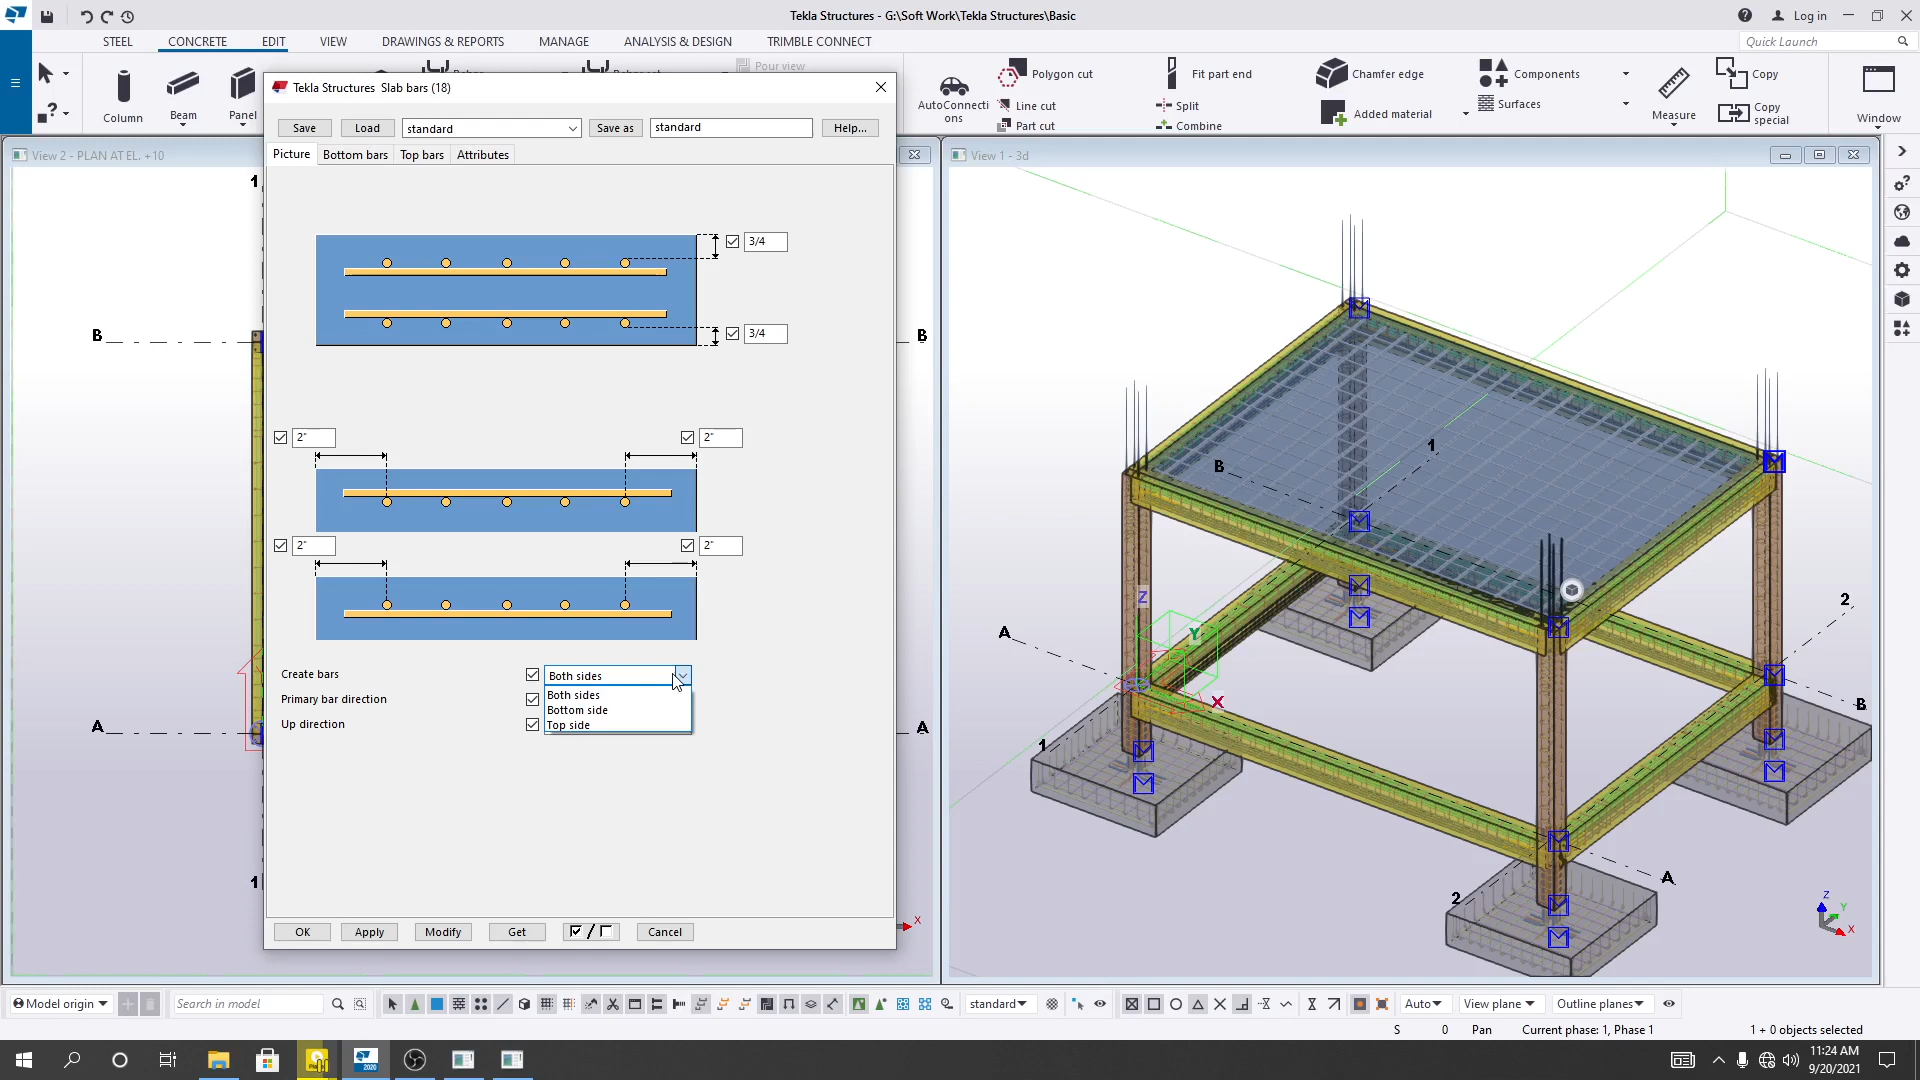 Tekla Structures - G:\Soft Work\Tekla Structures\Basic
Log in
STEEL
CONCRETE
EDIT
VIEW
DRAWINGS & REPORTS
MANAGE
ANALYSIS & DESIGN
TRIMBLE CONNECT
Quick Launch
Column
Beam
Panel
Pour view
AutoConnecti
ons
Polygon cut
Line cut
Part cut
Fit part end
Split
Combine
Chamfer edge
Added material
Components
Surfaces
Measure
Copy
Copy
special
Window
View 2 - PLAN AT EL. +10
Tekla Structures Slab bars (18)
Save
Load
standard
Save as
standard
Help...
Picture
Bottom bars
Top bars
Attributes
3/4
3/4
2"
2"
2"
2"
Create bars
Both sides
Primary bar direction
Up direction
Both sides
Bottom side
Top side
OK
Apply
Modify
Get
/
Cancel
1
B
B
A
A
1
X
View 1 - 3d
1
B
2
A
Z
Y
X
B
1
A
2
Z
Y
X
Model origin
Search in model
standard
Auto
View plane
Outline planes
S
0
Pan
Current phase: 1, Phase 1
1 + 0 objects selected
2020
11:24 AM
9/20/2021